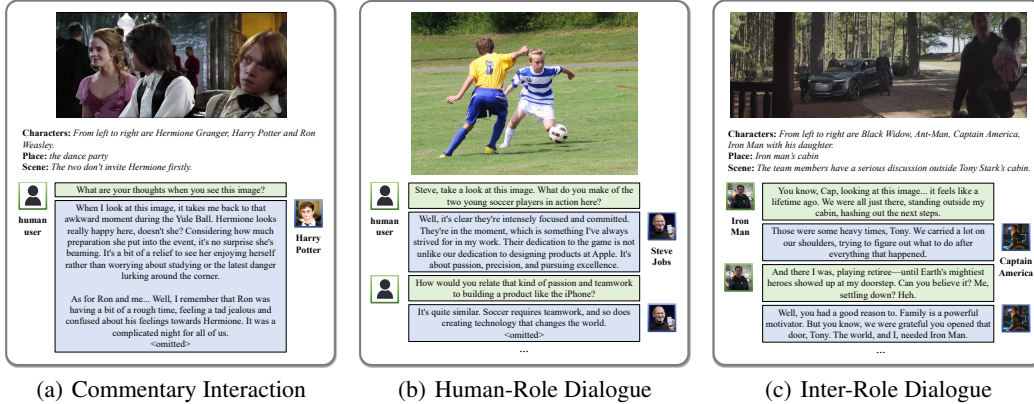 Characters: From left to right are Hermione Granger, Harry Potter and Ron
Weasley.
Place: the dance party
Scene: The two don't invite Hermione firstly.
human
user
What are your thoughts when you see this image?
When I look at this image, it takes me back to that
awkward moment during the Yule Ball. Hermione looks
really happy here, doesn't she? Considering how much
preparation she put into the event, it's no surprise she's
beaming. It's a bit of a relief to see her enjoying herself
rather than worrying about studying or the latest danger
lurking around the corner.
As for Ron and me... Well, I remember that Ron was
having a bit of a rough time, feeling a tad jealous and
confused about his feelings towards Hermione. It was a
complicated night for all of us.
<omitted>
Harry
Potter
(a) Commentary Interaction
human
user
Steve, take a look at this image. What do you make of the
two young soccer players in action here?
Well, it's clear they're intensely focused and committed.
They're in the moment, which is something I've always
strived for in my work. Their dedication to the game is not
unlike our dedication to designing products at Apple. It's
about passion, precision, and pursuing excellence.
Steve
Jobs
How would you relate that kind of passion and teamwork
to building a product like the iPhone?
It's quite similar. Soccer requires teamwork, and so does
creating technology that changes the world.
<omitted>
...
(b) Human-Role Dialogue
Characters: From left to right are Black Widow, Ant-Man, Captain America,
Iron Man with his daughter.
Place: Iron man's cabin
Scene: The team members have a serious discussion outside Tony Stark's cabin.
Iron
Man
You know, Cap, looking at this image... it feels like a
lifetime ago. We were all just there, standing outside my
cabin, hashing out the next steps.
Those were some heavy times, Tony. We carried a lot on
our shoulders, trying to figure out what to do after
everything that happened.
Captain
America
And there I was, playing retiree—until Earth's mightiest
heroes showed up at my doorstep. Can you believe it? Me,
settling down? Heh.
Well, you had a good reason to. Family is a powerful
motivator. But you know, we were grateful you opened that
door, Tony. The world, and I, needed Iron Man.
...
(c) Inter-Role Dialogue